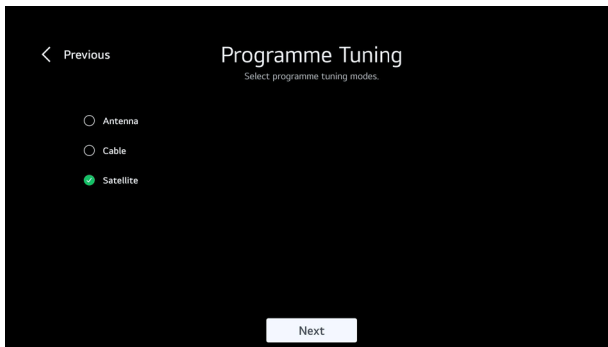 Previous
Programme Tuning
Select programme tuning modes.
Antenna
Cable
Satellite
Next